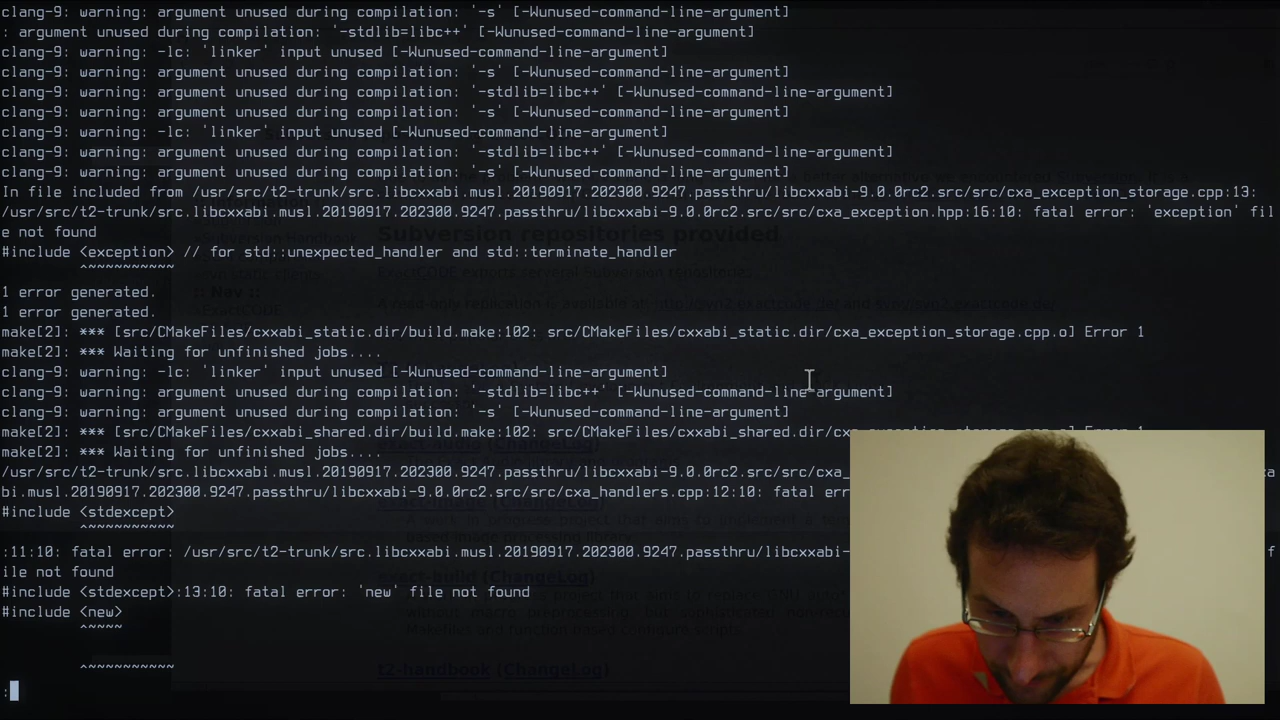 clang-9: warning: argument unused during compilation: '-s' [-Wunused-command-line-argument]
: argument unused during compilation: '-stdlib=libc++' [-Wunused-command-line-argument]
clang-9: warning: -lc: 'linker' input unused [-Wunused-command-line-argument]
clang-9: warning: argument unused during compilation: '-s' [-Wunused-command-line-argument]
clang-9: warning: argument unused during compilation: '-stdlib=libc++' [-Wunused-command-line-argument]
clang-9: warning: argument unused during compilation: '-s' [-Wunused-command-line-argument]
clang-9: warning: -lc: 'linker' input unused [-Wunused-command-line-argument]
clang-9: warning: argument unused during compilation: '-stdlib=libc++' [-Wunused-command-line-argument]
clang-9: warning: argument unused during compilation: '-s' [-Wunused-command-line-argument]
In file included from /usr/src/t2-trunk/src.libcxxabi.musl.20190917.202300.9247.passthru/libcxxabi-9.0.0rc2.src/src/cxa_exception_storage.cpp:13:
/usr/src/t2-trunk/src.libcxxabi.musl.20190917.202300.9247.passthru/libcxxabi-9.0.0rc2.src/src/cxa_exception.hpp:16:10: fatal error: 'exception' fil
e not found
#include <exception> // for std::unexpected_handler and std::terminate_handler
^~~~~~~~~~~
1 error generated.
1 error generated.
make[2]: *** [src/CMakeFiles/cxxabi_static.dir/build.make:102: src/CMakeFiles/cxxabi_static.dir/cxa_exception_storage.cpp.o] Error 1
make[2]: *** Waiting for unfinished jobs....
clang-9: warning: -lc: 'linker' input unused [-Wunused-command-line-argument]
clang-9: warning: argument unused during compilation: '-stdlib=libc++' [-Wunused-command-line-argument]
clang-9: warning: argument unused during compilation: '-s' [-Wunused-command-line-argument]
make[2]: *** [src/CMakeFiles/cxxabi_shared.dir/build.make:102: src/CMakeFiles/cxxabi_shared.dir/cxa_exception_storage.cpp.o] Error 1
make[2]: *** Waiting for unfinished jobs....
/usr/src/t2-trunk/src.libcxxabi.musl.20190917.202300.9247.passthru/libcxxabi-9.0.0rc2.src/src/cxa_
bi.musl.20190917.202300.9247.passthru/libcxxabi-9.0.0rc2.src/src/cxa_handlers.cpp:12:10: fatal err
#include <stdexcept>
^~~~~~~~~~~
:11:10: fatal error: /usr/src/t2-trunk/src.libcxxabi.musl.20190917.202300.9247.passthru/libcxxabi-
ile not found
#include <stdexcept>:13:10: fatal error: 'new' file not found
#include <new>
^~~~~
^~~~~~~~~~~
:
Subversion repositories provided
exact-build (ChangeLog)
t2-handbook (ChangeLog)